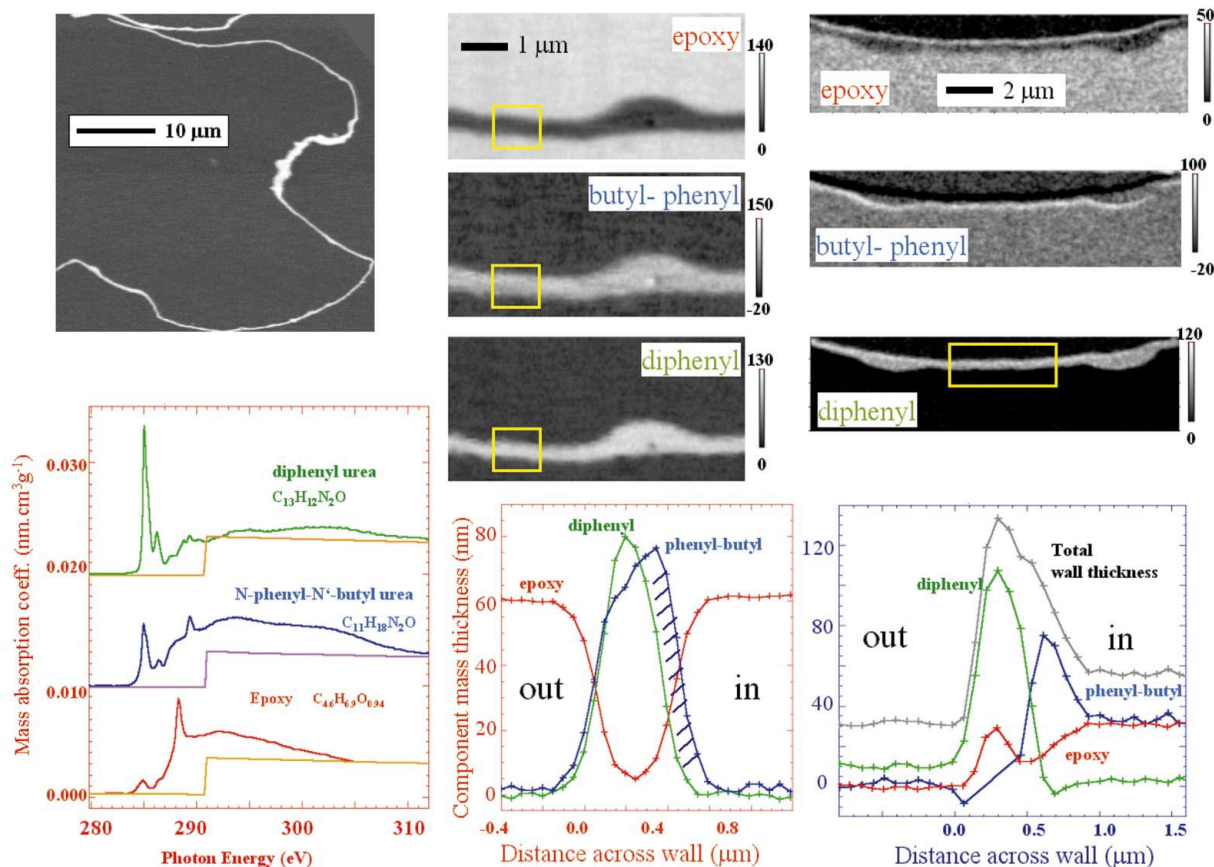 10 µm
1 µm
epoxy
140
0
butyl- phenyl
150
-20
diphenyl
130
0
epoxy
2 µm
50
0
butyl- phenyl
100
-20
diphenyl
120
0
Mass absorption coeff. (nm. cm³g⁻¹)
0.030
0.020
0.010
0.000
diphenyl urea
C₁₃H₁₂N₂O
N-phenyl-N‘-butyl urea
C₁₁H₁₈N₂O
Epoxy C₄.₆H₆.₉O₀.₉₄
280 290 300 310
Photon Energy (eV)
Component mass thickness (nm)
80
60
40
20
0
diphenyl
phenyl-butyl
epoxy
out
in
-0.4 0.0 0.4 0.8
Distance across wall (µm)
120
80
40
0
Total
wall thickness
diphenyl
out
in
phenyl-butyl
epoxy
0.0 0.5 1.0 1.5
Distance across wall (µm)